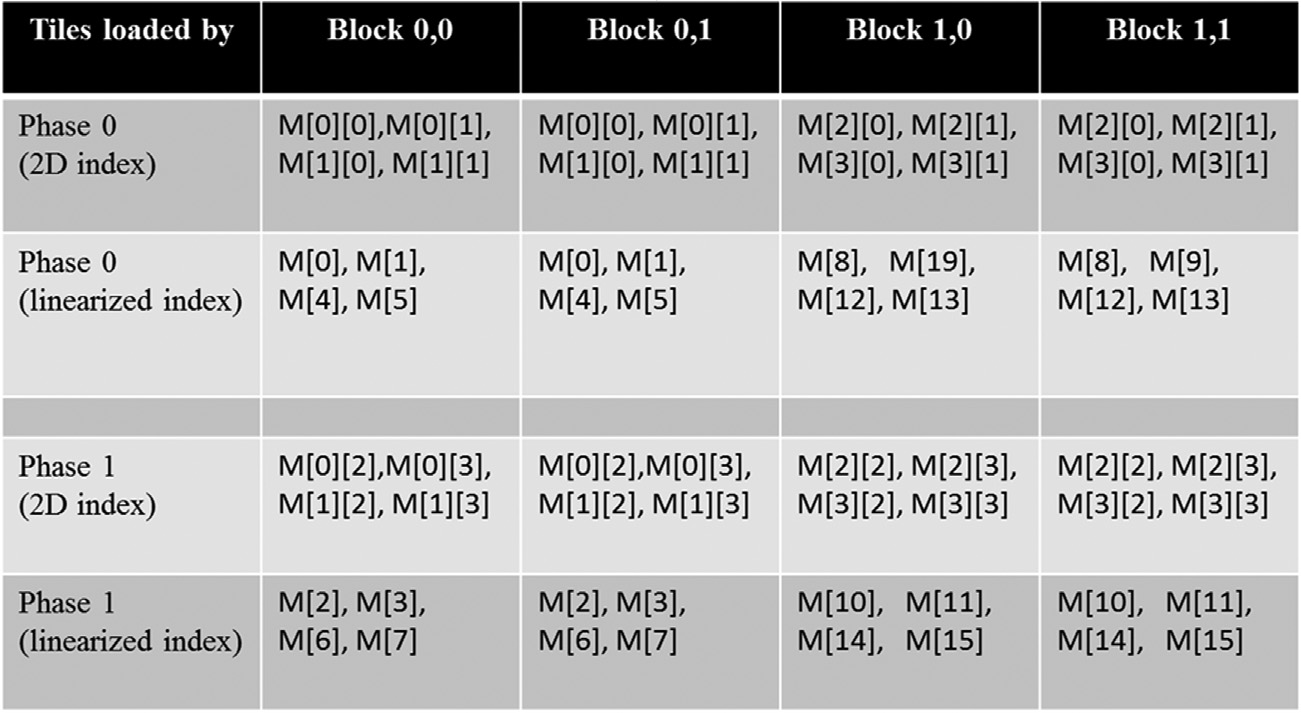 Tiles loaded by Block 0,0 Block 0,1 Block 1,0 Block 1,1
Phase 0 M[0][0],M[0][1], M[0][0], M[0][1], M[2][0], M[2][1], M[2][0], M[2][1],
(2D index) M[1][0], M[1][1] M[1][0], M[1][1] M[3][0], M[3][1] M[3][0], M[3][1]
Phase 0 M[0], M[1], M[0], M[1], M[8], M[19], M[8], M[9],
(linearized index) M[4], M[5] M[4], M[5] M[12], M[13] M[12], M[13]
Phase 1 M[0][2],M[0][3], M[0][2],M[0][3], M[2][2], M[2][3], M[2][2], M[2][3],
(2D index) M[1][2], M[1][3] M[1][2], M[1][3] M[3][2], M[3][3] M[3][2], M[3][3]
Phase 1 M[2], M[3], M[2], M[3], M[10], M[11], M[10], M[11],
(linearized index) M[6], M[7] M[6], M[7] M[14], M[15] M[14], M[15]